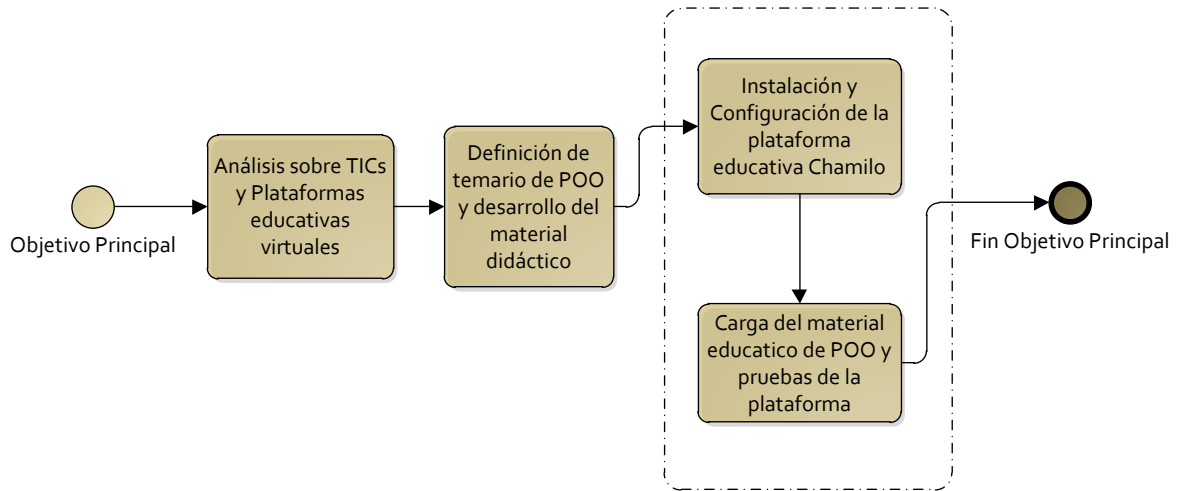 Objetivo Principal
Análisis sobre TICs
y Plataformas
educativas
virtuales
Definición de
temario de POO
y desarrollo del
material
didáctico
Instalación y
Configuración de la
plataforma
educativa Chamilo
Carga del material
educatico de POO y
pruebas de la
plataforma
Fin Objetivo Principal